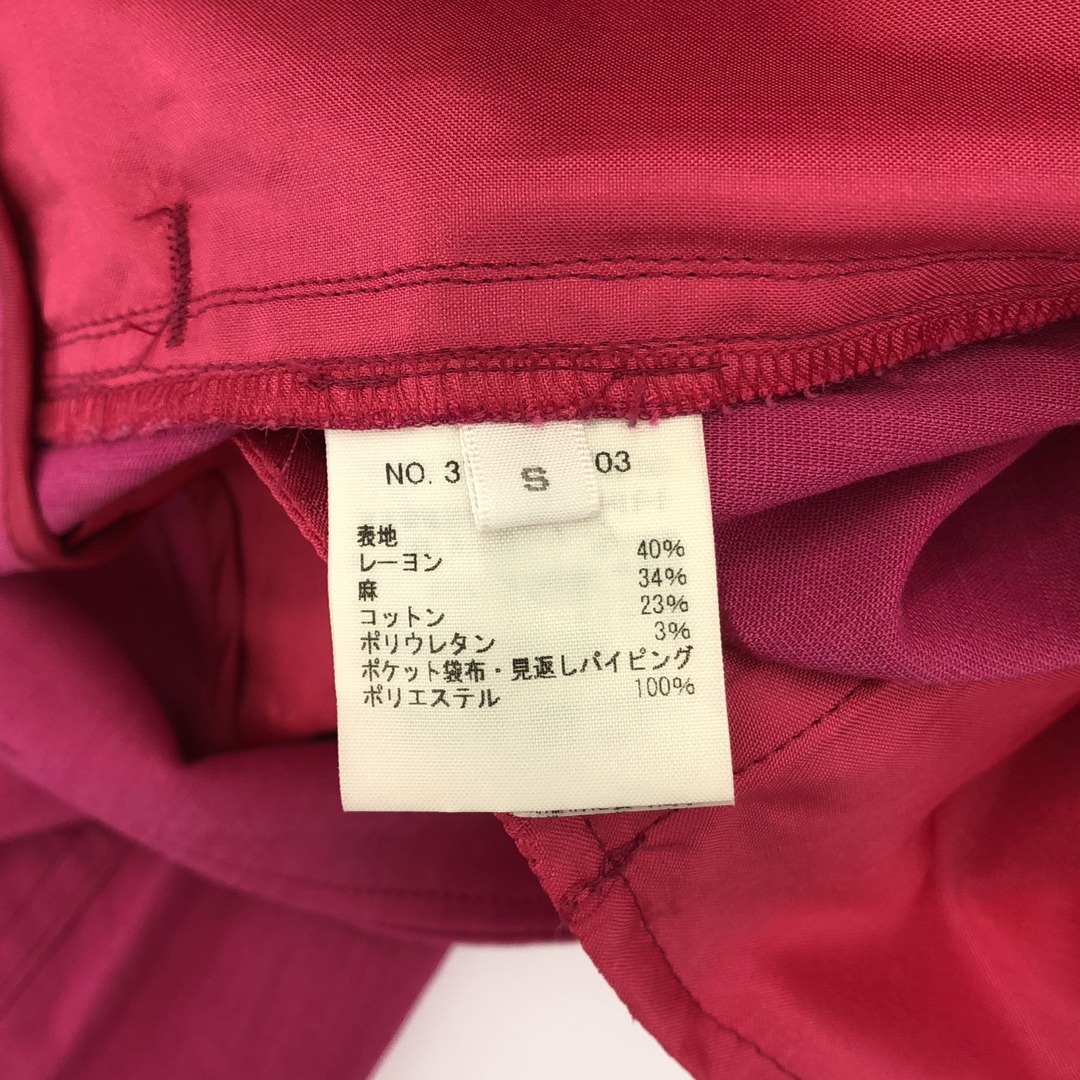 NO. 3 03
S
表地
レーヨン 40%
麻 34%
コットン 23%
ポリウレタン 3%
ポケット袋布・見返しパイピング
ポリエステル 100%